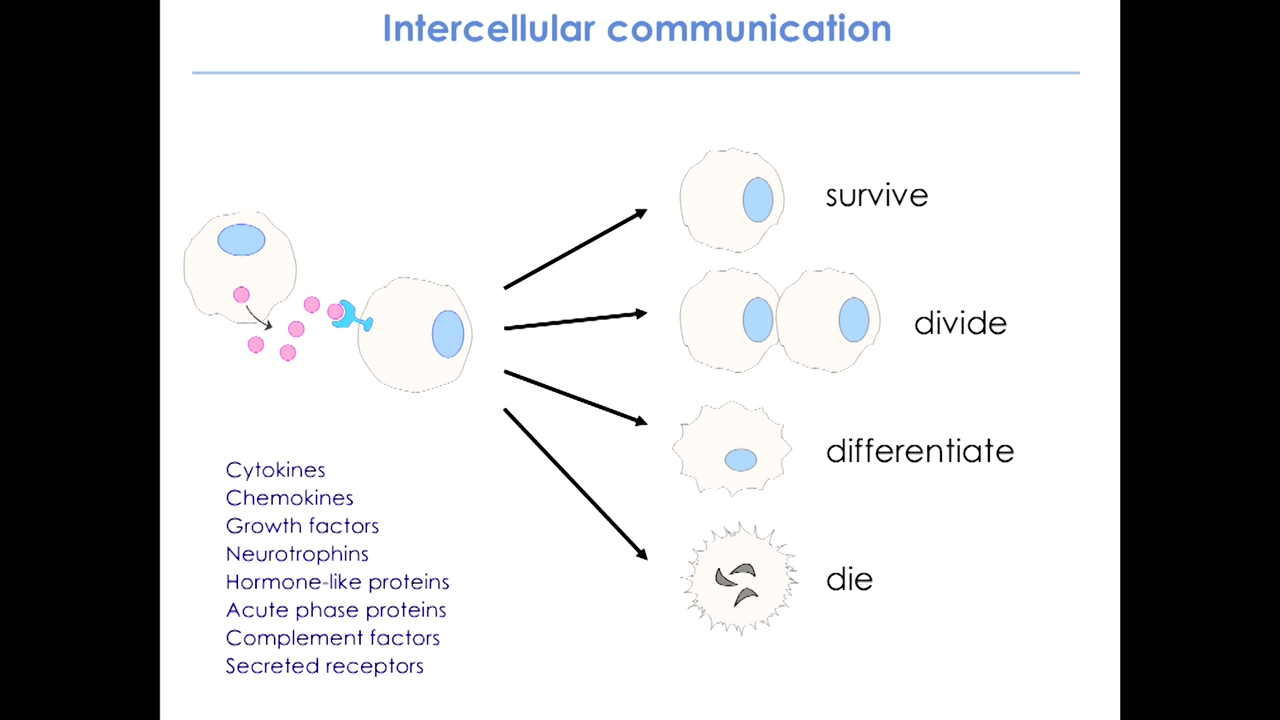 Intercellular communication
survive
divide
differentiate
die
Cytokines
Chemokines
Growth factors
Neurotrophins
Hormone-like proteins
Acute phase proteins
Complement factors
Secreted receptors